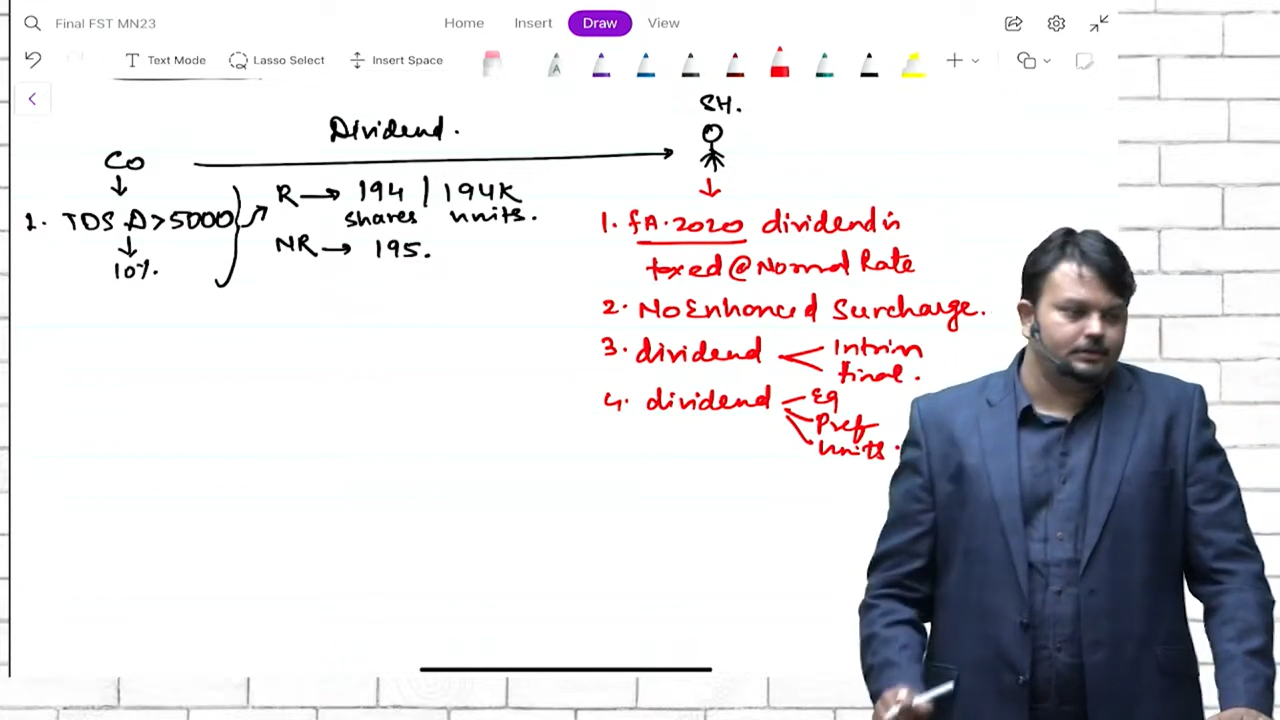 Final FST MN23
Home Insert Draw View
Text Mode Lasso Select Insert Space
SH.
Dividend.
Co
R → 194 | 194K
shares units.
1. TDS D > 5000
NR → 195.
10%.
1. FA. 2020 dividend is
taxed @ Normal Rate
2. No Enhanced Surcharge.
3. dividend
Intrim
final.
4. dividend
Eq
Pref
Units.